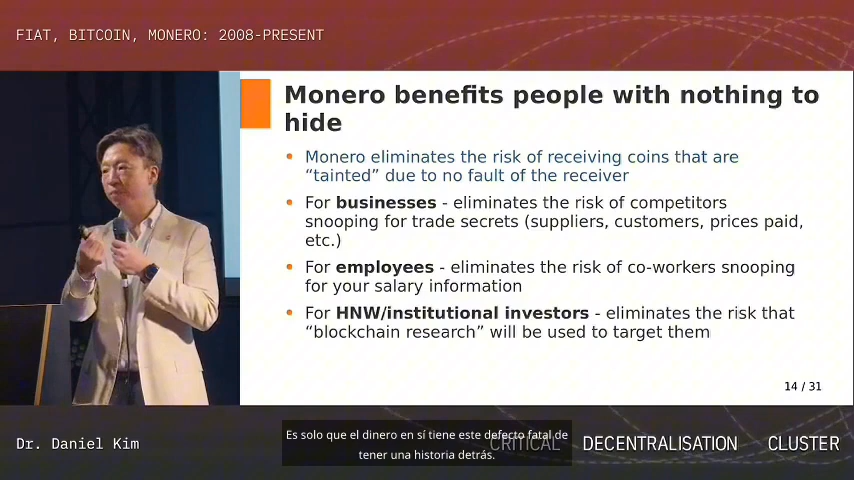 FIAT, BITCOIN, MONERO: 2008-PRESENT
Monero benefits people with nothing to
hide
• Monero eliminates the risk of receiving coins that are
“tainted” due to no fault of the receiver
• For businesses - eliminates the risk of competitors
snooping for trade secrets (suppliers, customers, prices paid,
etc.)
• For employees - eliminates the risk of co-workers snooping
for your salary information
• For HNW/institutional investors - eliminates the risk that
“blockchain research” will be used to target them
14 / 31
Dr. Daniel Kim
Es solo que el dinero en sí tiene este defecto fatal de
tener una historia detrás.
CRITICAL DECENTRALISATION CLUSTER